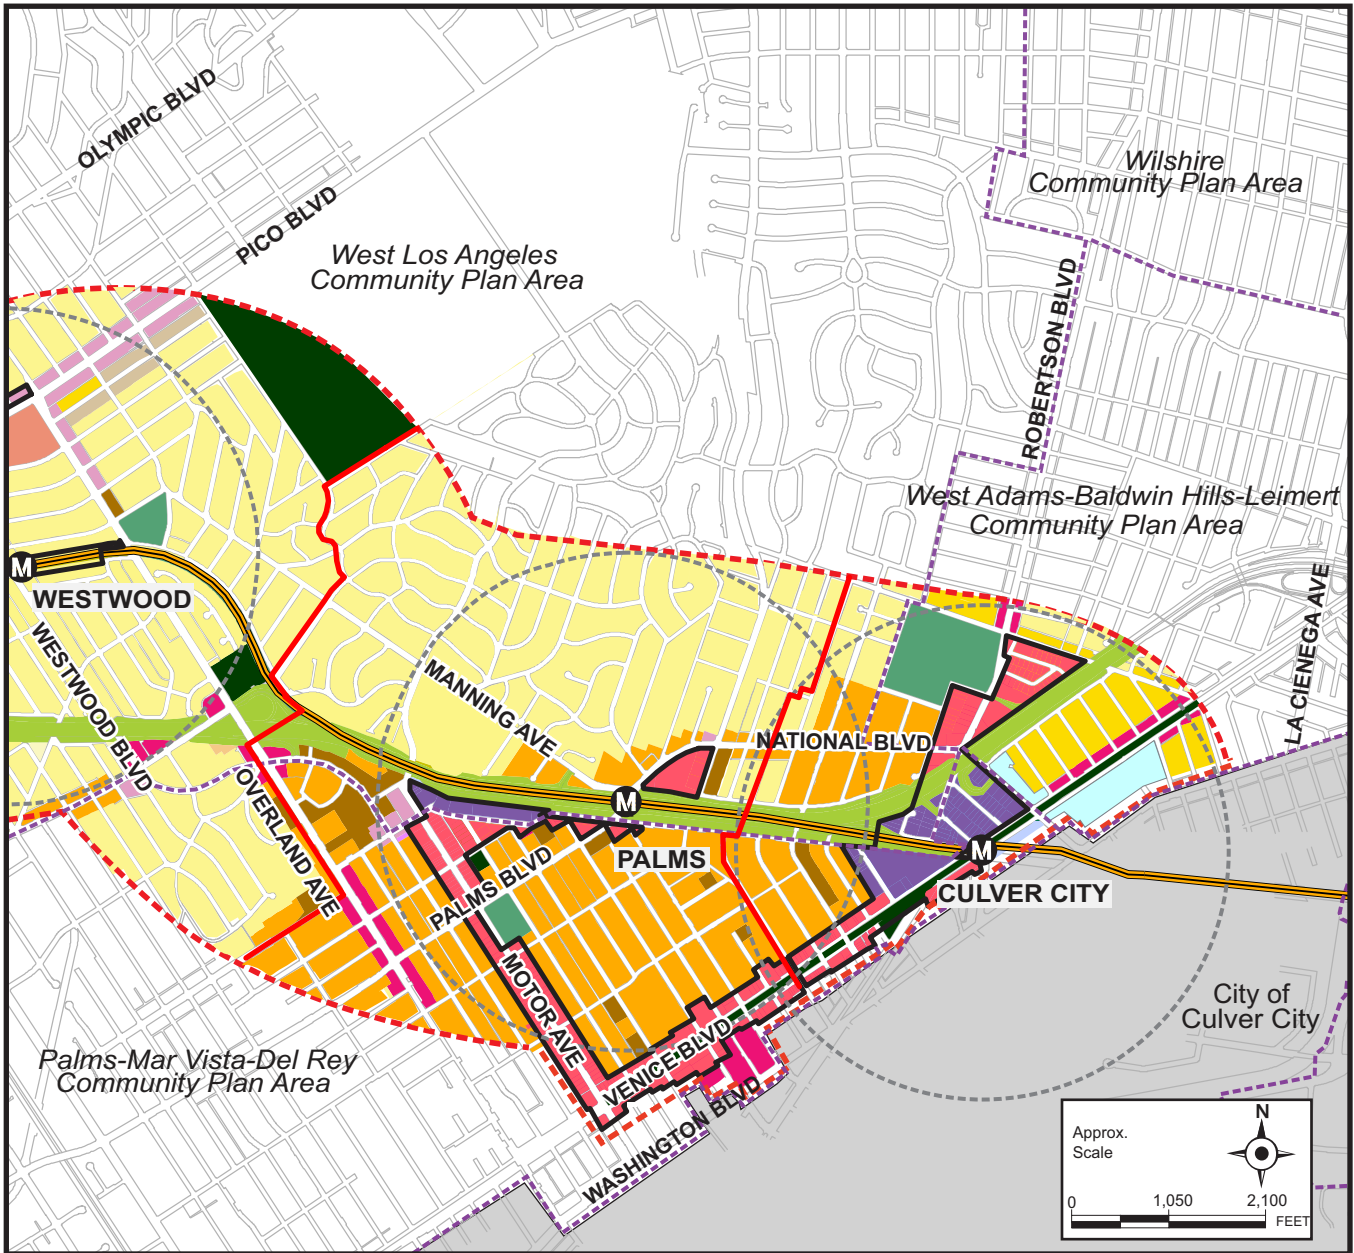 OLYMPIC BLVD
PICO BLVD
Wilshire
Community Plan Area
West Los Angeles
Community Plan Area
ROBERTSON BLVD
West Adams-Baldwin Hills-Leimert
Community Plan Area
LA CIENEGA AVE
M
WESTWOOD
WESTWOOD BLVD
MANNING AVE
NATIONAL BLVD
OVERLAND AVE
M
PALMS
PALMS BLVD
M
CULVER CITY
MOTOR AVE
VENICE BLVD
WASHINGTON BLVD
City of
Culver City
Palms-Mar Vista-Del Rey
Community Plan Area
N
Approx.
Scale
0 1,050 2,100
FEET